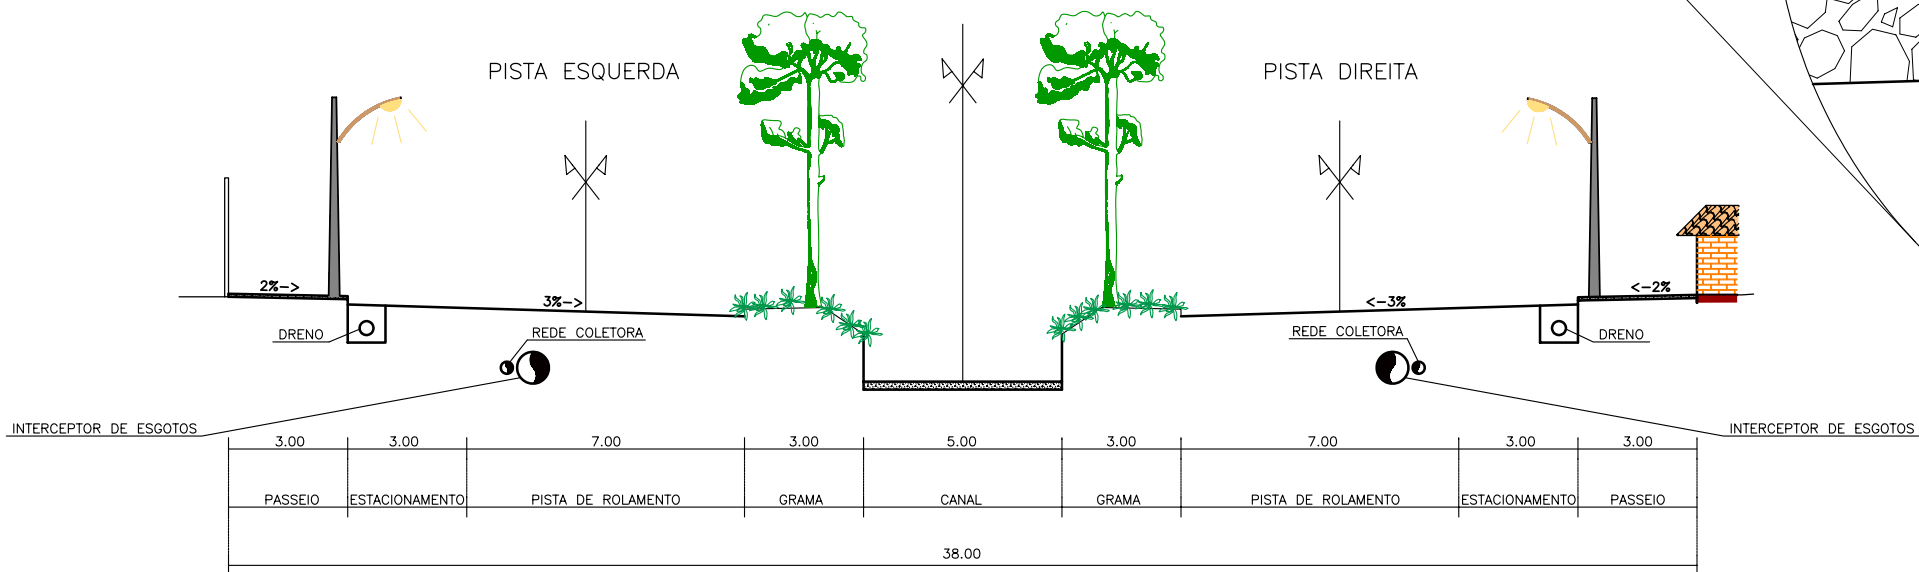 PISTA ESQUERDA
PISTA DIREITA
2%->
3%->
<-3%
<-2%
DRENO
REDE COLETORA
REDE COLETORA
DRENO
INTERCEPTOR DE ESGOTOS
INTERCEPTOR DE ESGOTOS
3.00 3.00 7.00 3.00 5.00 3.00 7.00 3.00 3.00
PASSEIO ESTACIONAMENTO PISTA DE ROLAMENTO GRAMA CANAL GRAMA PISTA DE ROLAMENTO ESTACIONAMENTO PASSEIO
38.00